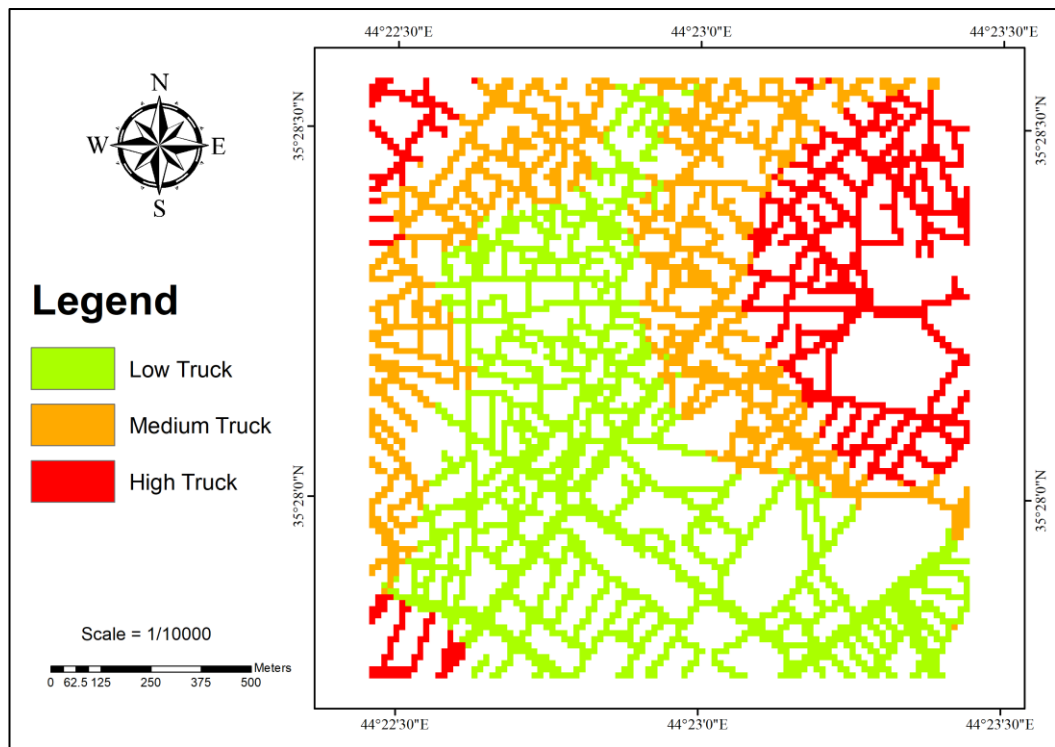 44°22'30"E 44°23'0"E 44°23'30"E
N
W E
S
35°28'30"N 35°28'30"N
Legend
Low Truck
Medium Truck
High Truck
35°28'0"N 35°28'0"N
Scale = 1/10000
Meters
0 62.5 125 250 375 500
44°22'30"E 44°23'0"E 44°23'30"E